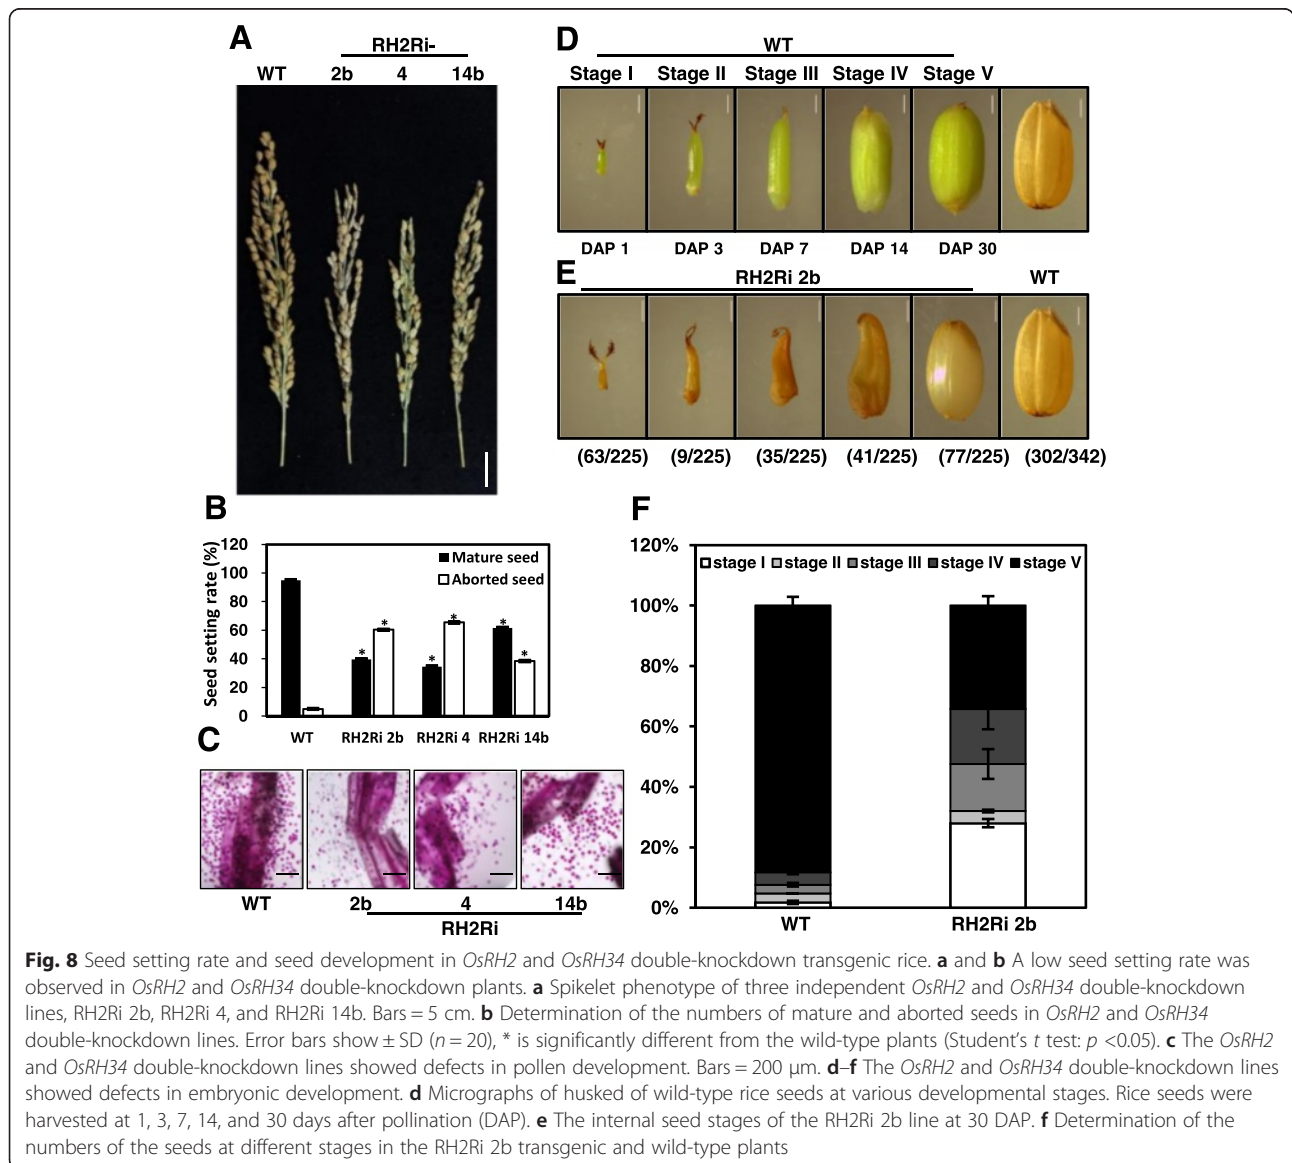 A
RH2Ri-
WT 2b 4 14b
D
WT
Stage I Stage II Stage III Stage IV Stage V
DAP 1 DAP 3 DAP 7 DAP 14 DAP 30
E
RH2Ri 2b WT
(63/225) (9/225) (35/225) (41/225) (77/225) (302/342)
B
Seed setting rate (%)
120
100
80
60
40
20
0
Mature seed
Aborted seed
* * * * * *
WT RH2Ri 2b RH2Ri 4 RH2Ri 14b
C
WT 2b 4 14b
RH2Ri
F
120%
100%
80%
60%
40%
20%
0%
stage I stage II stage III stage IV stage V
WT RH2Ri 2b
Fig. 8 Seed setting rate and seed development in OsRH2 and OsRH34 double-knockdown transgenic rice. a and b A low seed setting rate was
observed in OsRH2 and OsRH34 double-knockdown plants. a Spikelet phenotype of three independent OsRH2 and OsRH34 double-knockdown
lines, RH2Ri 2b, RH2Ri 4, and RH2Ri 14b. Bars = 5 cm. b Determination of the numbers of mature and aborted seeds in OsRH2 and OsRH34
double-knockdown lines. Error bars show ± SD (n = 20), * is significantly different from the wild-type plants (Student's t test: p <0.05). c The OsRH2
and OsRH34 double-knockdown lines showed defects in pollen development. Bars = 200 μm. d–f The OsRH2 and OsRH34 double-knockdown lines
showed defects in embryonic development. d Micrographs of husked of wild-type rice seeds at various developmental stages. Rice seeds were
harvested at 1, 3, 7, 14, and 30 days after pollination (DAP). e The internal seed stages of the RH2Ri 2b line at 30 DAP. f Determination of the
numbers of the seeds at different stages in the RH2Ri 2b transgenic and wild-type plants